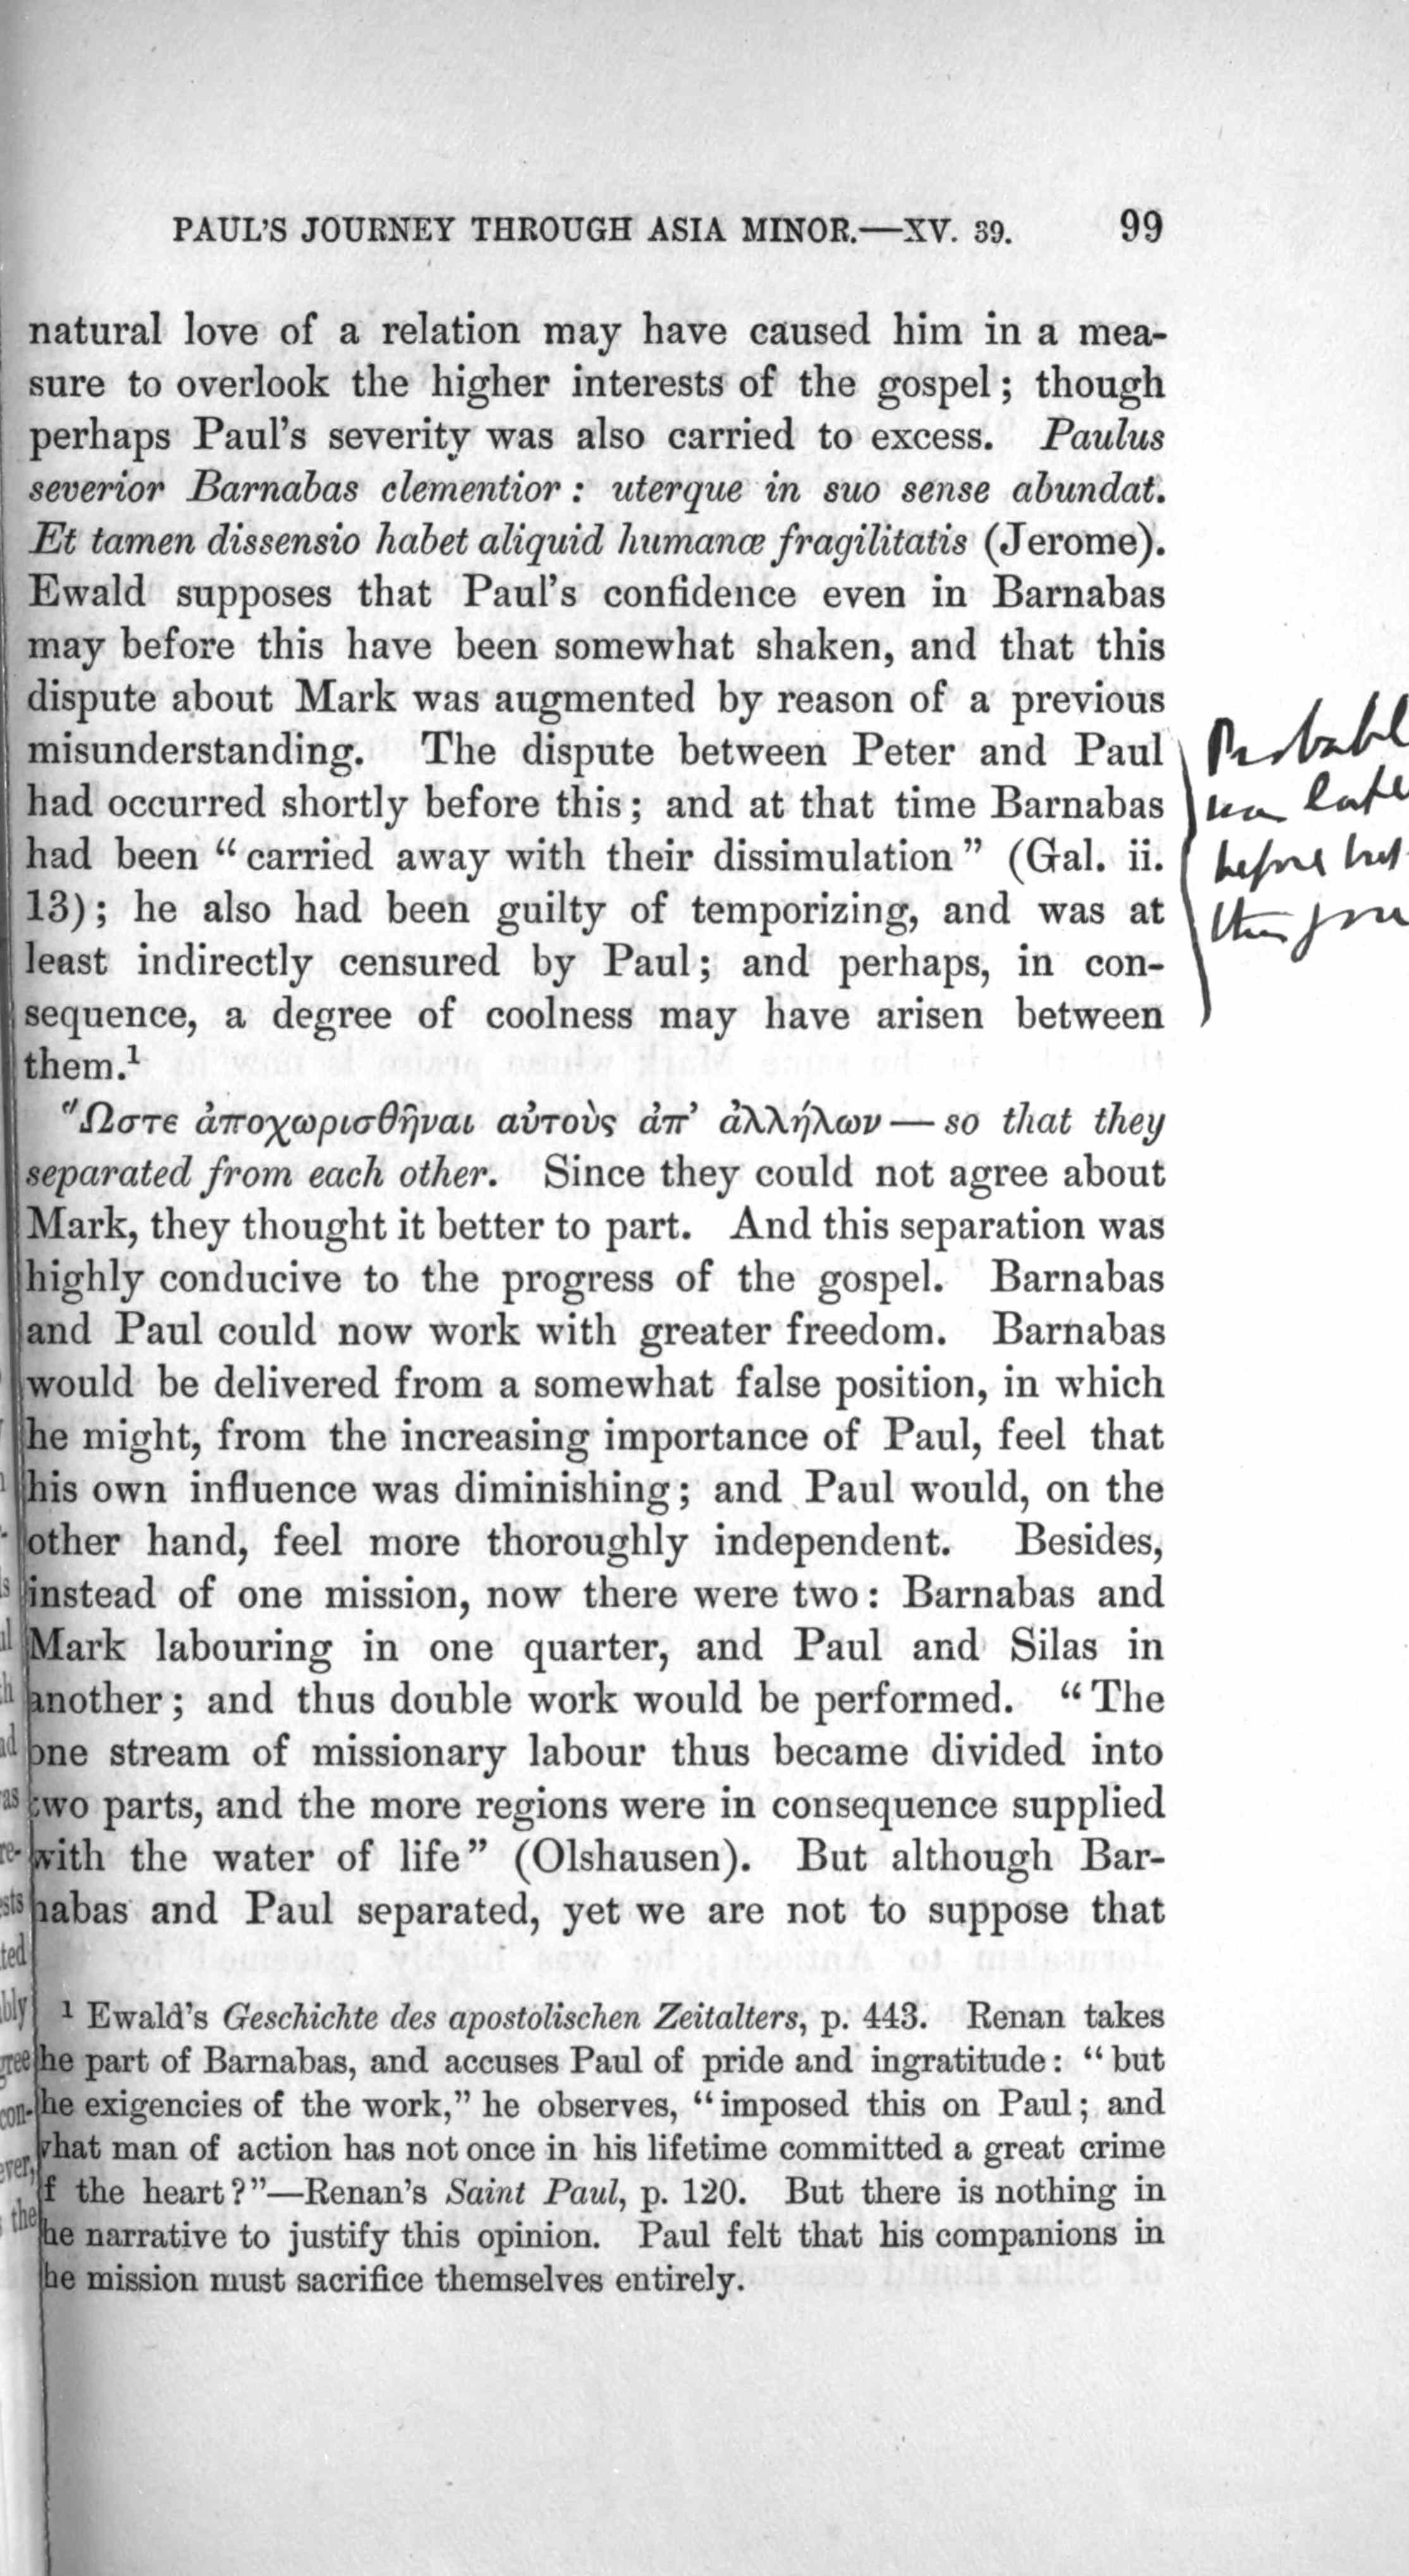 PAUL'S JOURNEY THROUGH ASIA MINOR.—XV. 39. 99
natural love of a relation may have caused him in a mea-
sure to overlook the higher interests of the gospel; though
perhaps Paul's severity was also carried to excess. Paulus
severior Barnabas clementior: uterque in suo sense abundat.
Et tamen dissensio habet aliquid humanæ fragilitatis (Jerome).
Ewald supposes that Paul's confidence even in Barnabas
may before this have been somewhat shaken, and that this
dispute about Mark was augmented by reason of a previous
misunderstanding. The dispute between Peter and Paul
had occurred shortly before this; and at that time Barnabas
had been "carried away with their dissimulation" (Gal. ii.
13); he also had been guilty of temporizing, and was at
least indirectly censured by Paul; and perhaps, in con-
sequence, a degree of coolness may have arisen between
them.¹
Ὥστε ἀποχωρισθῆναι αὐτοὺς ἀπ' ἀλλήλων—so that they
separated from each other. Since they could not agree about
Mark, they thought it better to part. And this separation was
highly conducive to the progress of the gospel. Barnabas
and Paul could now work with greater freedom. Barnabas
would be delivered from a somewhat false position, in which
he might, from the increasing importance of Paul, feel that
his own influence was diminishing; and Paul would, on the
other hand, feel more thoroughly independent. Besides,
instead of one mission, now there were two: Barnabas and
Mark labouring in one quarter, and Paul and Silas in
another; and thus double work would be performed. "The
one stream of missionary labour thus became divided into
two parts, and the more regions were in consequence supplied
with the water of life" (Olshausen). But although Bar-
nabas and Paul separated, yet we are not to suppose that
¹ Ewald's Geschichte des apostolischen Zeitalters, p. 443. Renan takes
he part of Barnabas, and accuses Paul of pride and ingratitude: "but
he exigencies of the work," he observes, "imposed this on Paul; and
hat man of action has not once in his lifetime committed a great crime
f the heart?"—Renan's Saint Paul, p. 120. But there is nothing in
he narrative to justify this opinion. Paul felt that his companions in
he mission must sacrifice themselves entirely.
Probabl
before